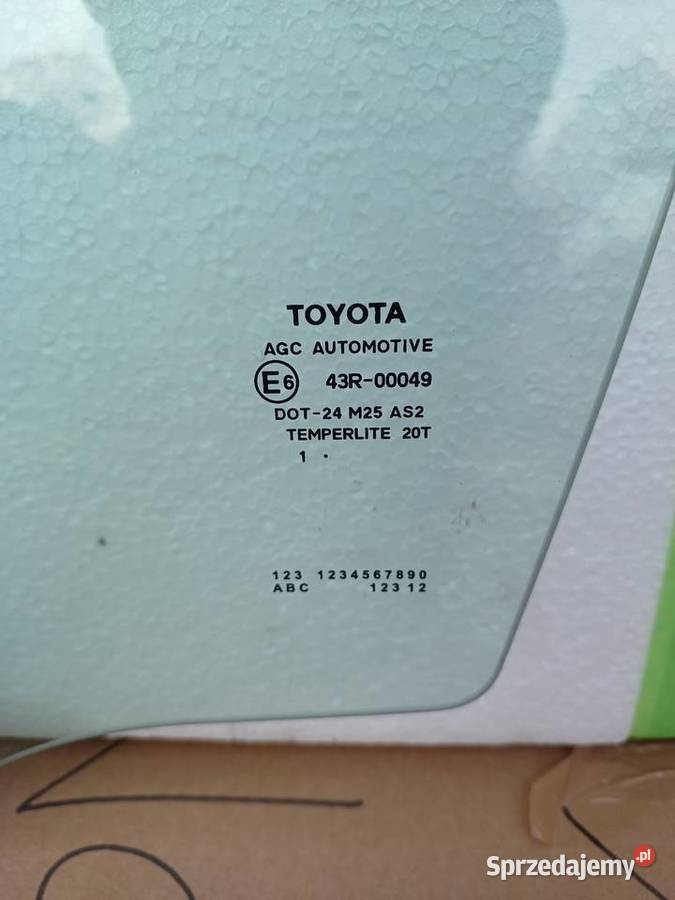 TOYOTA
AGC AUTOMOTIVE
E6 43R-00049
DOT-24 M25 AS2
TEMPERLITE 20T
1 .
123 1234567890
ABC 123 12
Sprzedajemy.pl